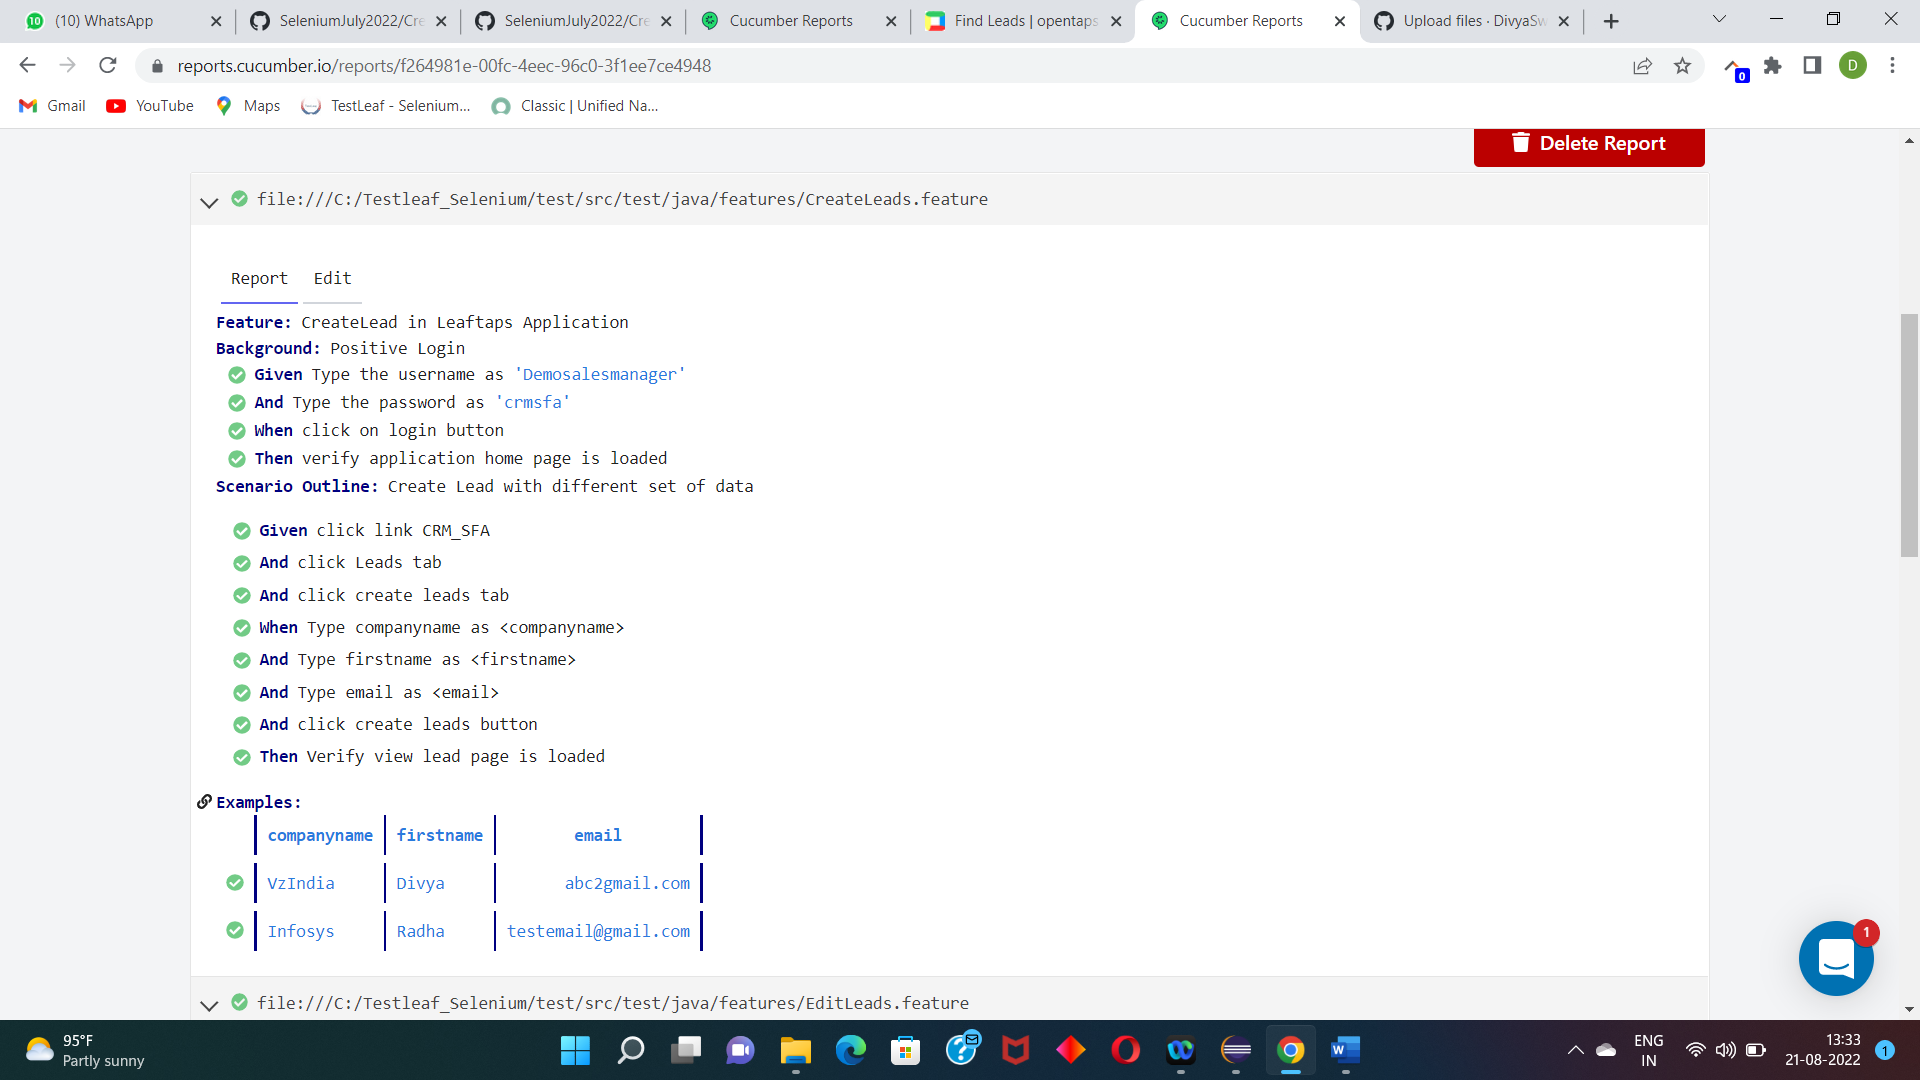 (10) WhatsApp
SeleniumJuly2022/Cre
SeleniumJuly2022/Cre
Cucumber Reports
Find Leads | opentaps
Cucumber Reports
Upload files · DivyaSw
reports.cucumber.io/reports/f264981e-00fc-4eec-96c0-3f1ee7ce4948
0
D
Gmail
YouTube
Maps
TestLeaf - Selenium...
Classic | Unified Na...
Delete Report
file:///C:/Testleaf_Selenium/test/src/test/java/features/CreateLeads.feature
Report Edit
Feature: CreateLead in Leaftaps Application
Background: Positive Login
Given Type the username as 'Demosalesmanager'
And Type the password as 'crmsfa'
When click on login button
Then verify application home page is loaded
Scenario Outline: Create Lead with different set of data
Given click link CRM_SFA
And click Leads tab
And click create leads tab
When Type companyname as <companyname>
And Type firstname as <firstname>
And Type email as <email>
And click create leads button
Then Verify view lead page is loaded
Examples:
companyname firstname email
VzIndia Divya abc2gmail.com
Infosys Radha testemail@gmail.com
1
file:///C:/Testleaf_Selenium/test/src/test/java/features/EditLeads.feature
95°F
Partly sunny
ENG
IN
13:33
21-08-2022
1